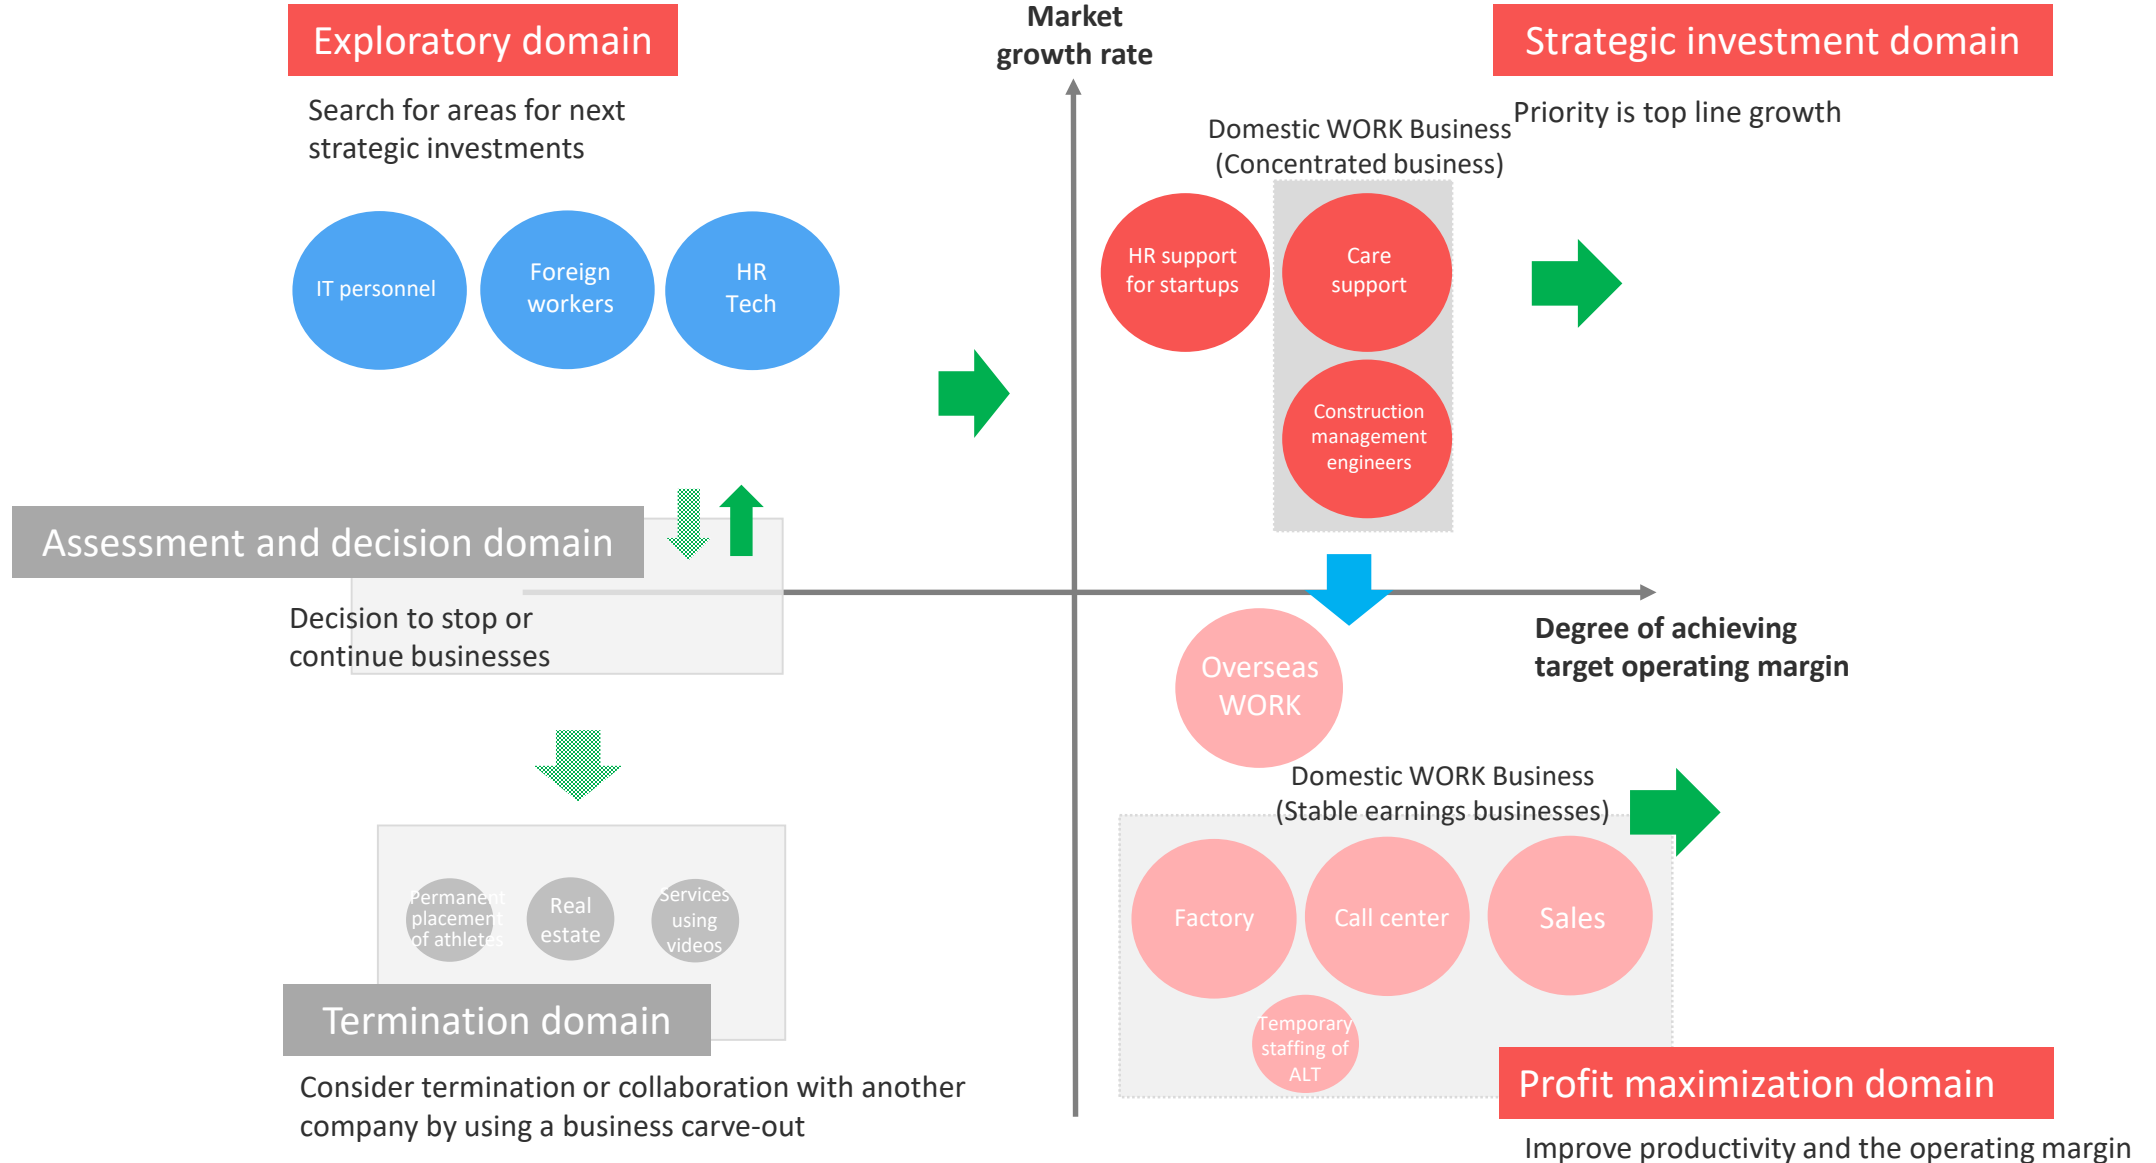 Exploratory domain
Search for areas for next
strategic investments
Market
growth rate
Strategic investment domain
Priority is top line growth
Domestic WORK Business
(Concentrated business)
IT personnel
Foreign
workers
HR
Tech
HR support
for startups
Care
support
Construction
management
engineers
Assessment and decision domain
Decision to stop or
continue businesses
Degree of achieving
target operating margin
Overseas
WORK
Domestic WORK Business
(Stable earnings businesses)
Permanent
placement
of athletes
Real
estate
Services
using
videos
Factory
Call center
Sales
Temporary
staffing of
ALT
Termination domain
Consider termination or collaboration with another
company by using a business carve-out
Profit maximization domain
Improve productivity and the operating margin